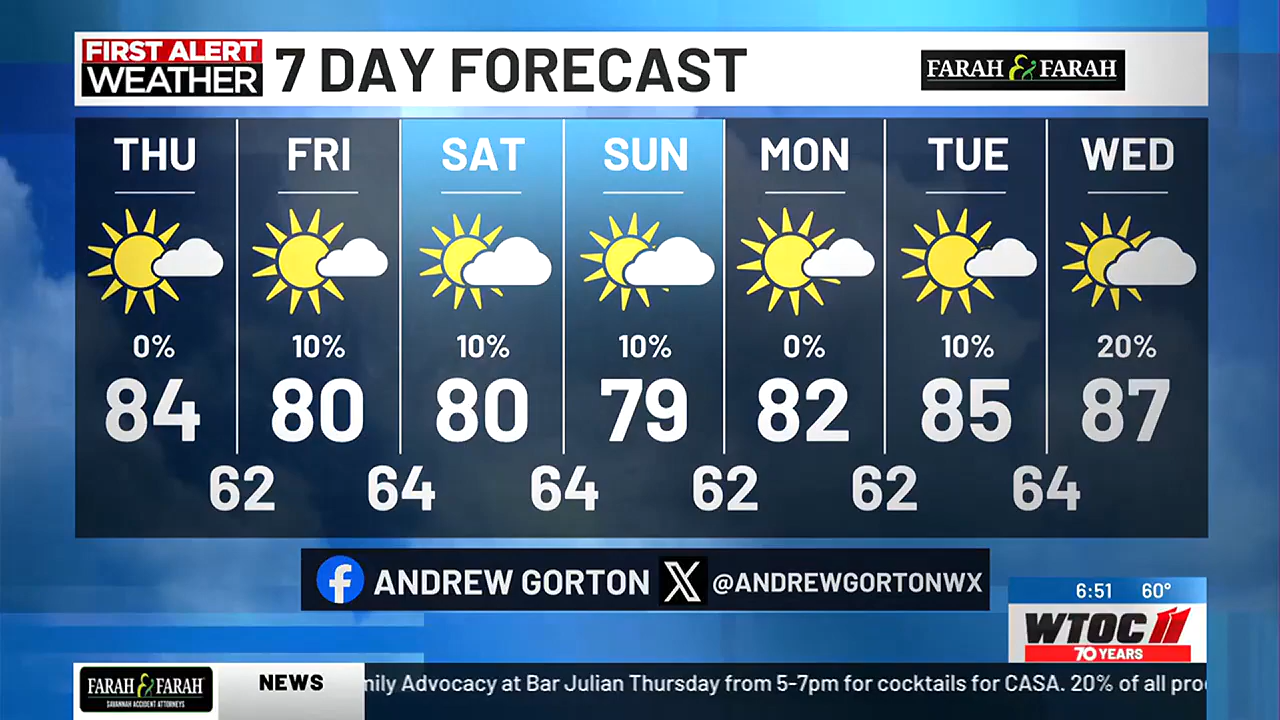 FIRST ALERT
WEATHER
7 DAY FORECAST
FARAH & FARAH
THU FRI SAT SUN MON TUE WED
0% 10% 10% 10% 0% 10% 20%
84 80 80 79 82 85 87
62 64 64 62 62 64
ANDREW GORTON X @ANDREWGORTONWX
6:51 60°
WTOC 11
70 YEARS
FARAH & FARAH
SAVANNAH ACCIDENT ATTORNEYS
NEWS
Advocacy at Bar Julian Thursday from 5-7pm for cocktails for CASA. 20% of all